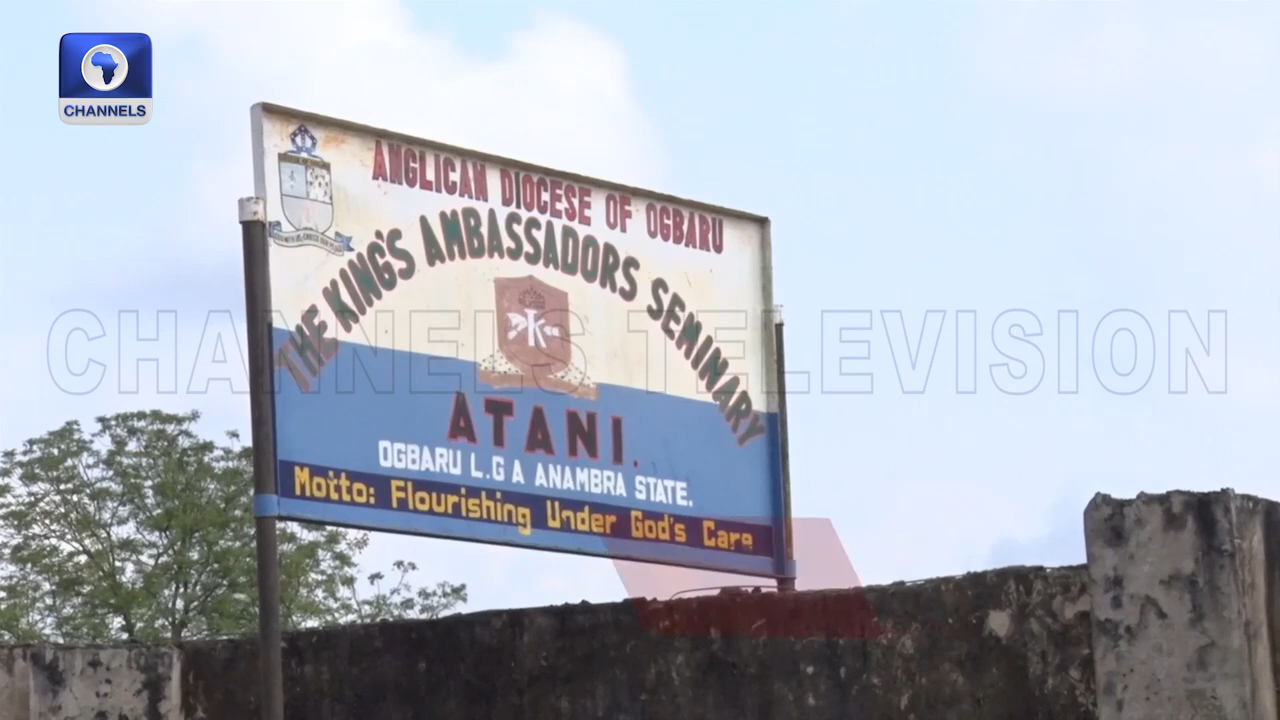 CHANNELS
ANGLICAN DIOCESE OF OGBARU
THE KING'S AMBASSADORS SEMINARY
ATANI.
OGBARU L.G A ANAMBRA STATE.
Motto: Flourishing Under God's Care
CHANNELS TELEVISION